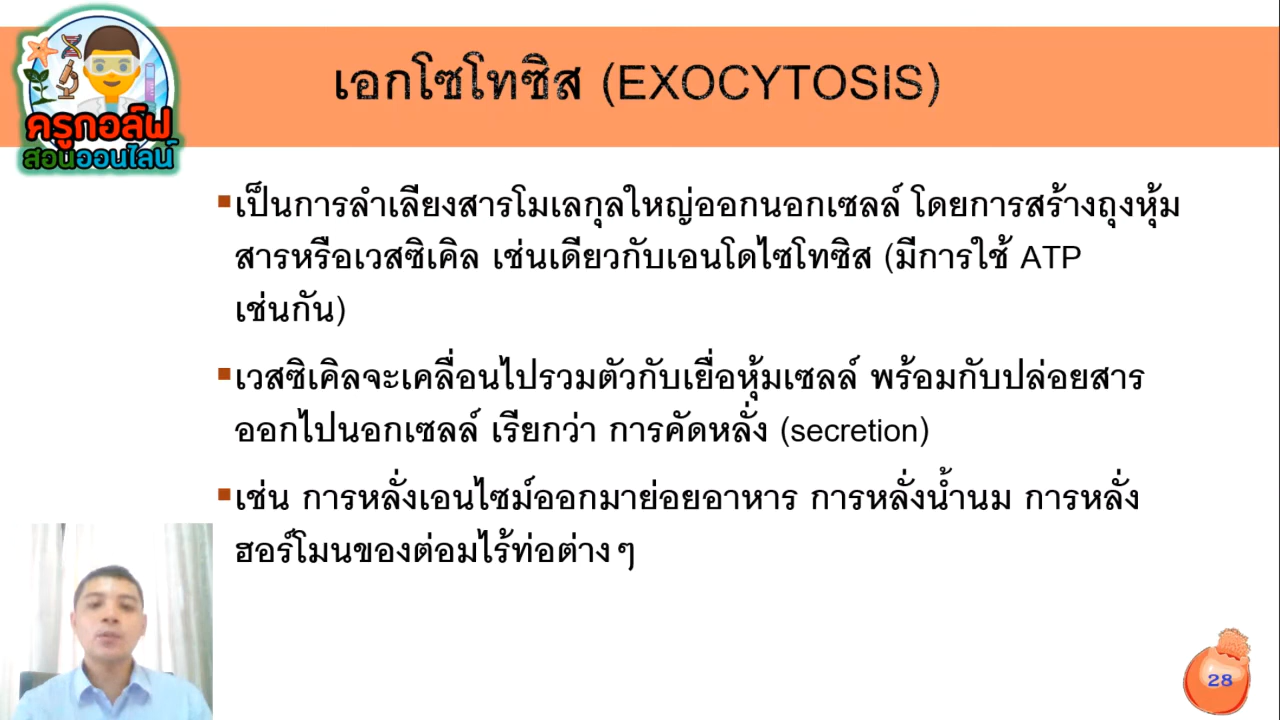 ครูกอล์ฟ
สอนออนไลน์
เอกโซโทซิส (EXOCYTOSIS)
เป็นการลำเลียงสารโมเลกุลใหญ่ออกนอกเซลล์ โดยการสร้างถุงหุ้ม
สารหรือเวสซิเคิล เช่นเดียวกับเอนโดไซโทซิส (มีการใช้ ATP
เช่นกัน)
เวสซิเคิลจะเคลื่อนไปรวมตัวกับเยื่อหุ้มเซลล์ พร้อมกับปล่อยสาร
ออกไปนอกเซลล์ เรียกว่า การคัดหลั่ง (secretion)
เช่น การหลั่งเอนไซม์ออกมาย่อยอาหาร การหลั่งน้ำนม การหลั่ง
ฮอร์โมนของต่อมไร้ท่อต่างๆ
28